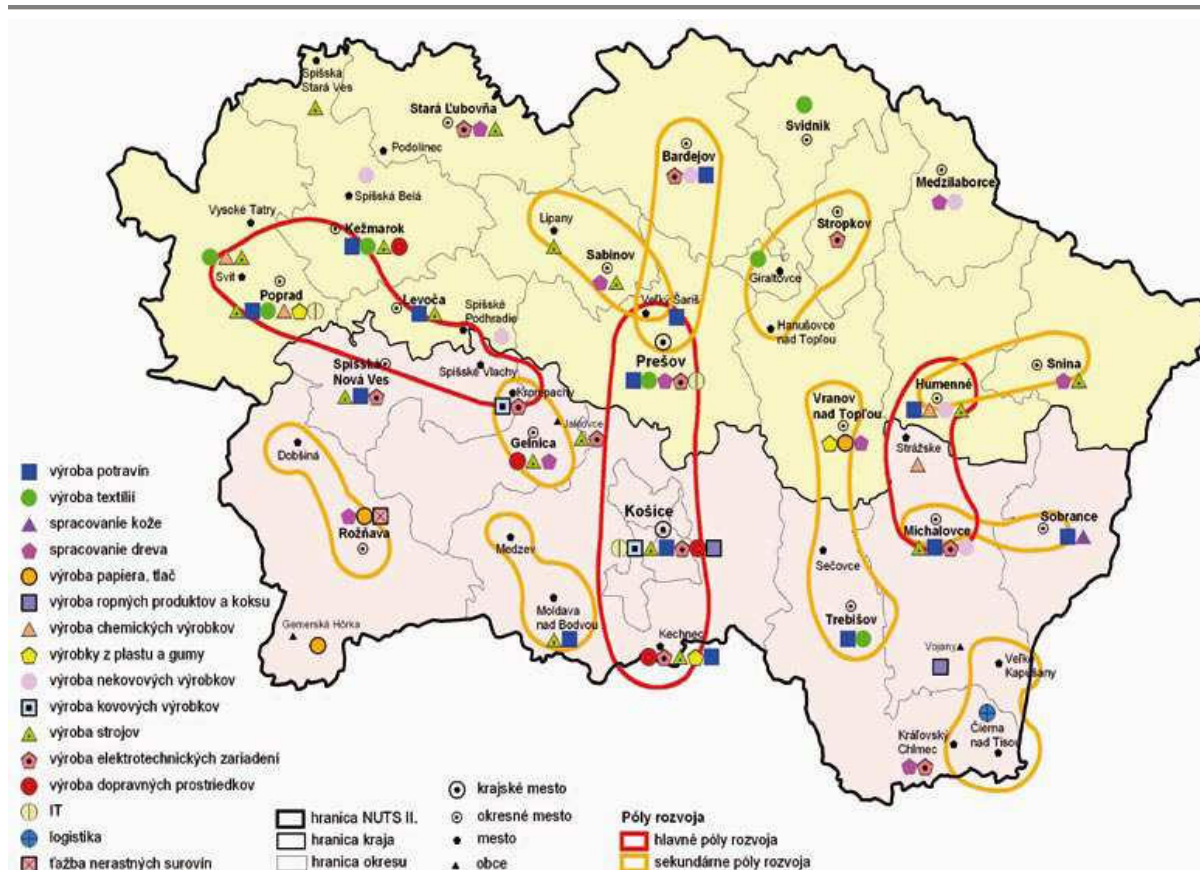 Spišská
Stará Ves
Stará Ľubovňa
Podolínec
Spišská Belá
Vysoké Tatry
Kežmarok
Svit
Poprad
Levoča
Spišské
Podhradie
Bardejov
Svidník
Medzilaborce
Lipany
Sabinov
Stropkov
Giraltovce
Veľký Šariš
Hanušovce
nad Topľou
Prešov
Spišská
Nová Ves
Spišské Vlachy
Krompachy
Jaklovce
Gelnica
Vranov
nad Topľou
Humenné
Snina
Strážske
Dobšiná
Rožňava
Košice
Michalovce
Sobrance
Medzev
Sečovce
Moldava
nad Bodvou
Trebišov
Gemerská Hôrka
Kechnec
Vojany
Veľké
Kapušany
Kráľovský
Chlmec
Čierna
nad Tisou
výroba potravín
výroba textílií
spracovanie kože
spracovanie dreva
výroba papiera, tlač
výroba ropných produktov a koksu
výroba chemických výrobkov
výrobky z plastu a gumy
výroba nekovových výrobkov
výroba kovových výrobkov
výroba strojov
výroba elektrotechnických zariadení
výroba dopravných prostriedkov
IT
logistika
ťažba nerastných surovín
hranica NUTS II.
hranica kraja
hranica okresu
krajské mesto
okresné mesto
mesto
obce
Póly rozvoja
hlavné póly rozvoja
sekundárne póly rozvoja